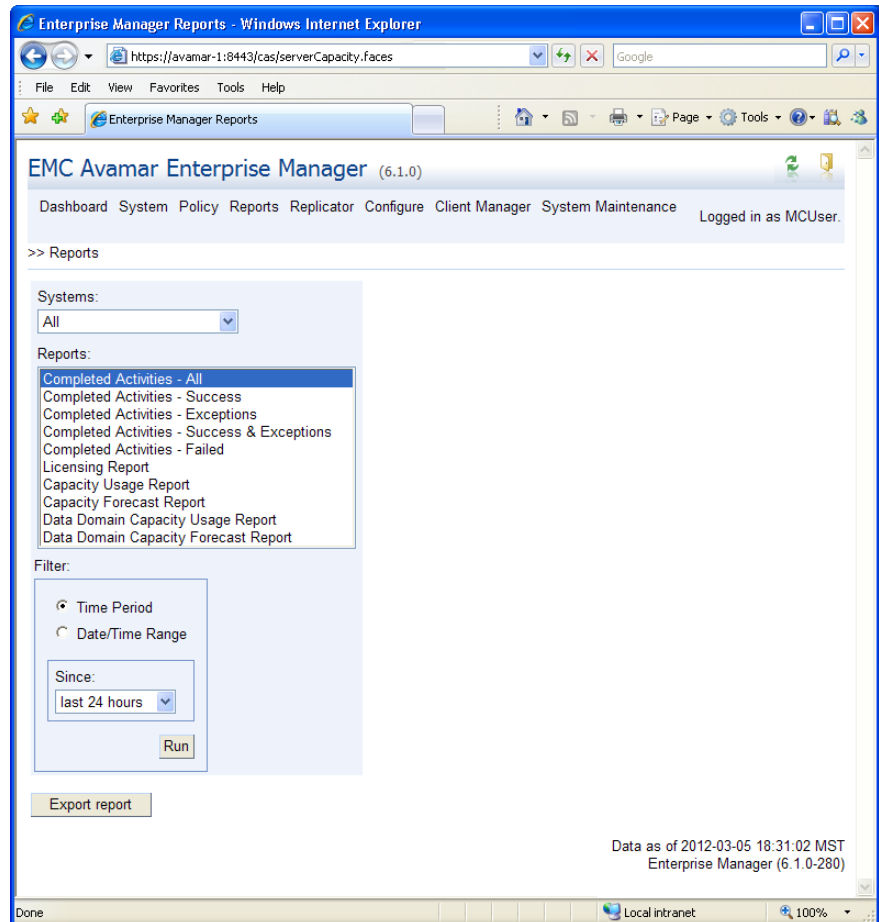 Enterprise Manager Reports - Windows Internet Explorer
https://avamar-1:8443/cas/serverCapacity.faces
Google
File Edit View Favorites Tools Help
Enterprise Manager Reports
Page Tools
EMC Avamar Enterprise Manager (6.1.0)
Dashboard System Policy Reports Replicator Configure Client Manager System Maintenance
Logged in as MCUser.
>> Reports
Systems:
All
Reports:
Completed Activities - All
Completed Activities - Success
Completed Activities - Exceptions
Completed Activities - Success & Exceptions
Completed Activities - Failed
Licensing Report
Capacity Usage Report
Capacity Forecast Report
Data Domain Capacity Usage Report
Data Domain Capacity Forecast Report
Filter:
Time Period
Date/Time Range
Since:
last 24 hours
Run
Export report
Data as of 2012-03-05 18:31:02 MST
Enterprise Manager (6.1.0-280)
Done
Local intranet
100%